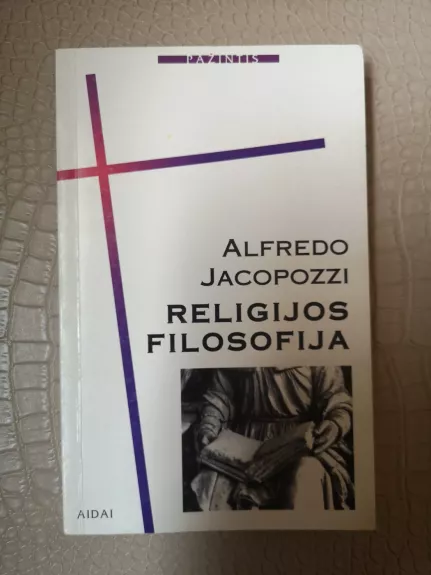 PAŽINTIS
ALFREDO
JACOPOZZI
RELIGIJOS
FILOSOFIJA
AIDAI